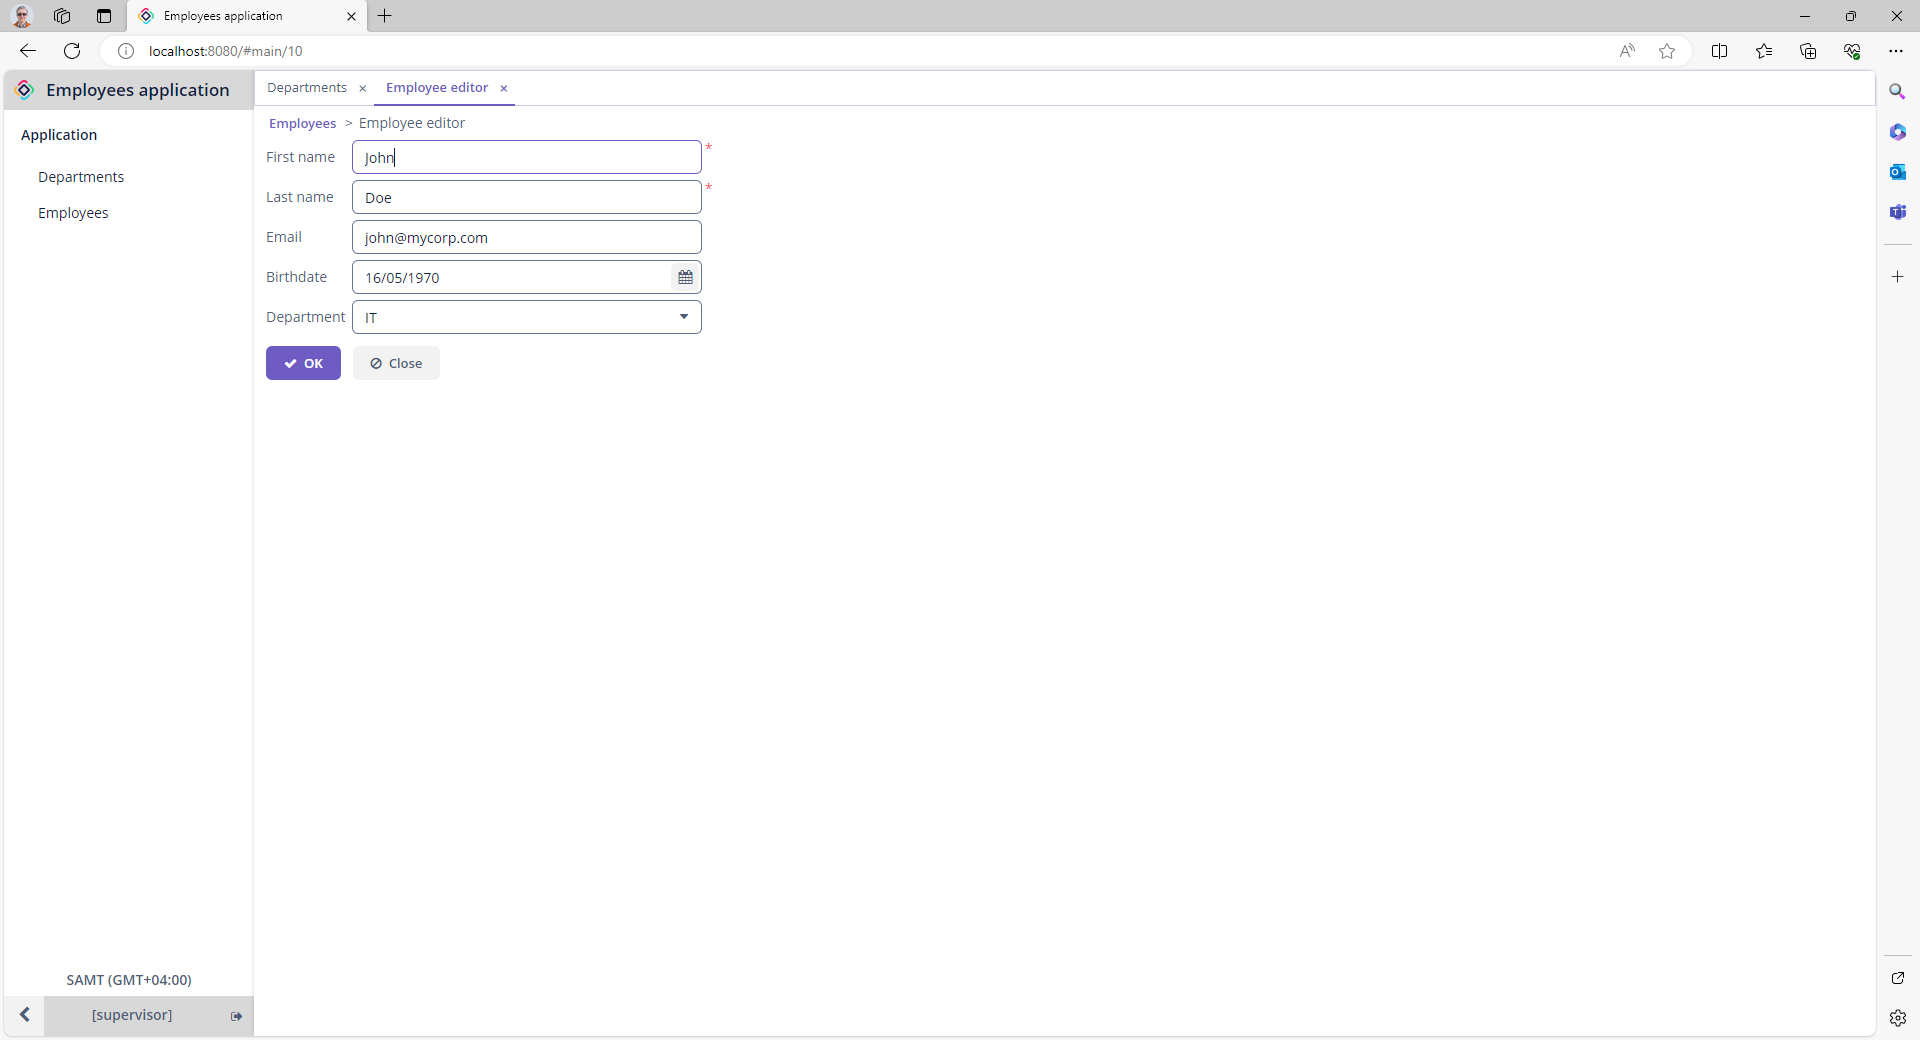 Employees application
localhost:8080/#main/10
Employees application
Departments
Employee editor
Application
Departments
Employees
Employees > Employee editor
First name John *
Last name Doe *
Email john@mycorp.com
Birthdate 16/05/1970
Department IT
OK Close
SAMT (GMT+04:00)
[supervisor]